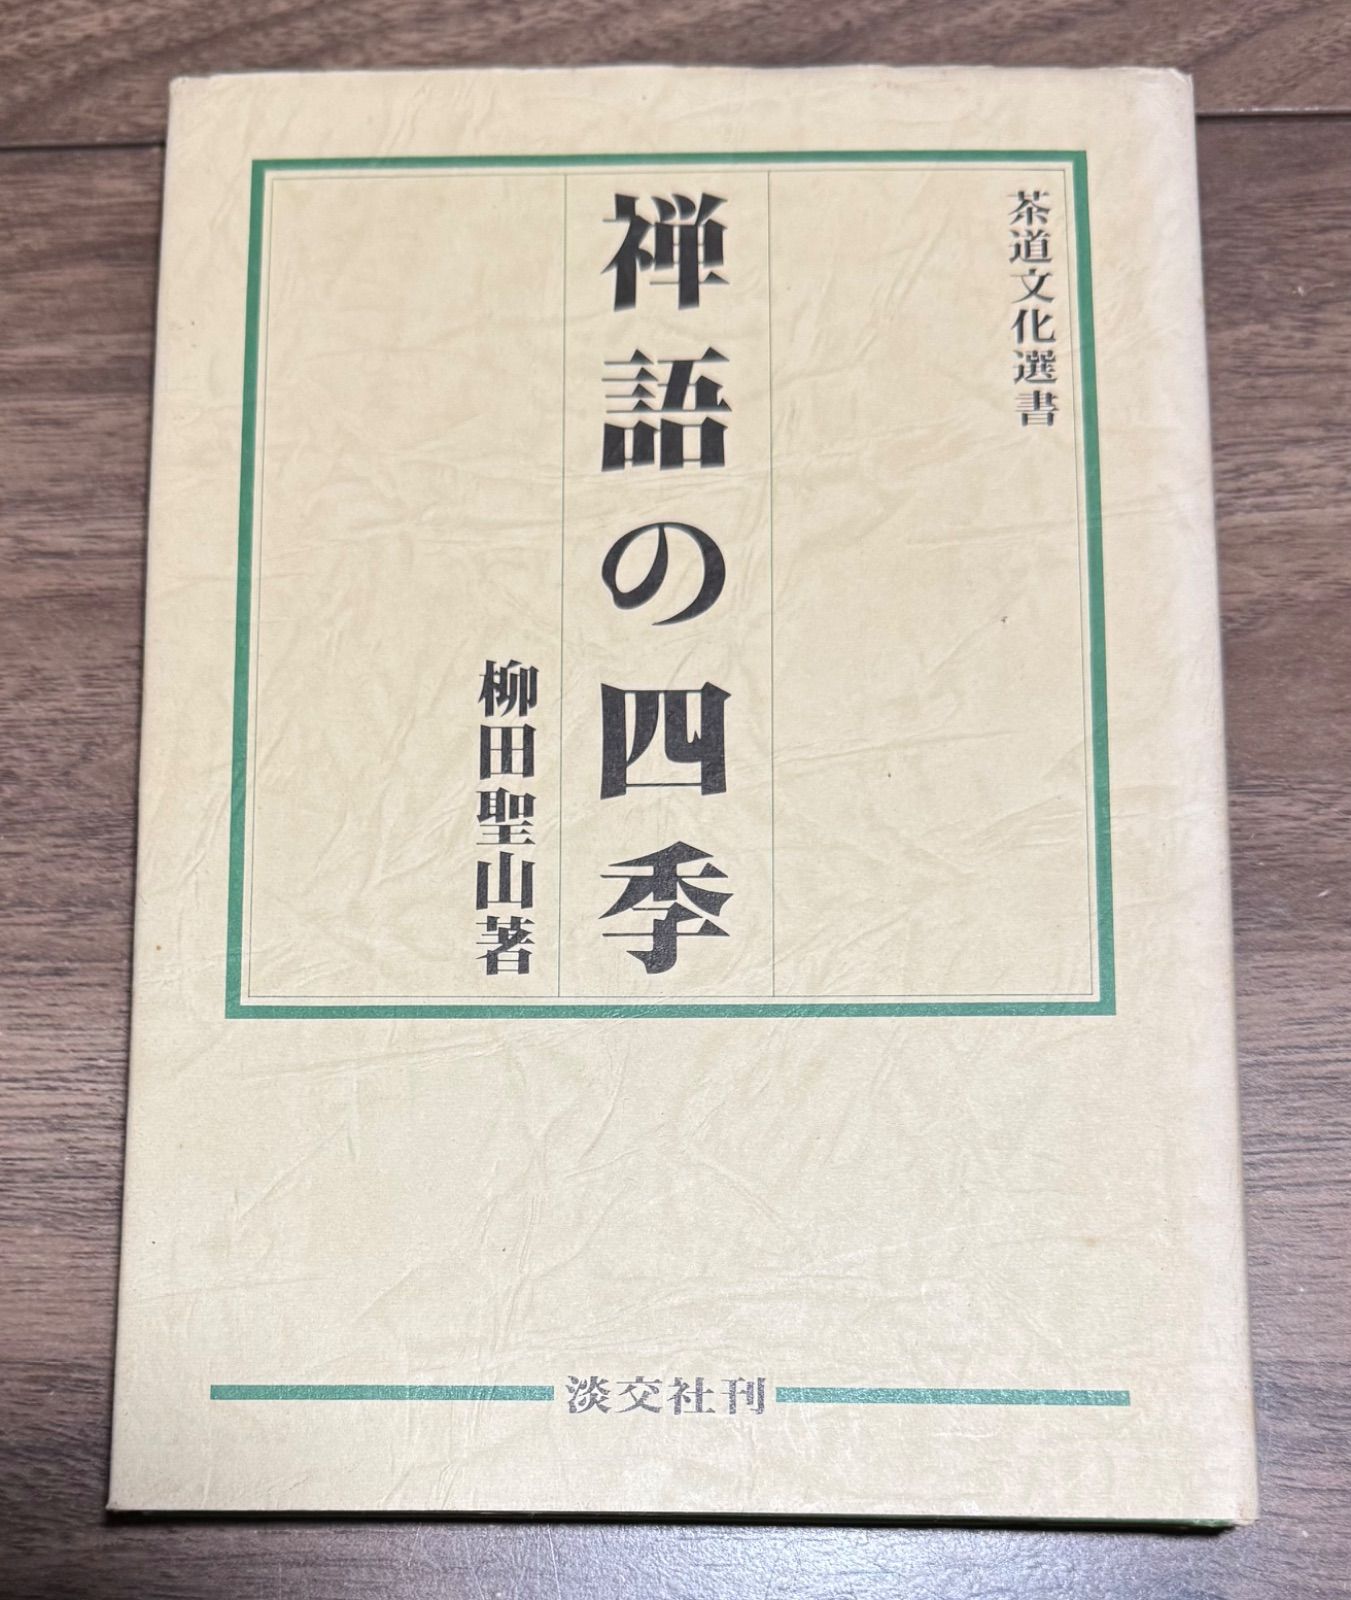 茶道文化選書
禅語の四季
柳田聖山著
淡交社刊